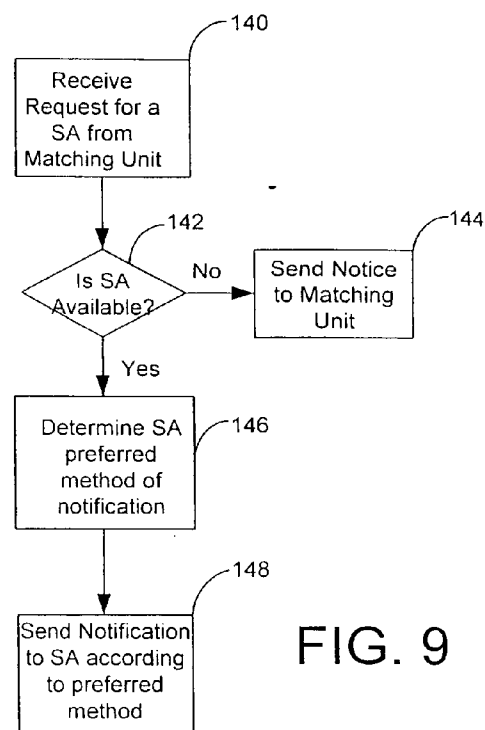 140
Receive
Request for a
SA from
Matching Unit
142
Is SA
Available?
No
144
Send Notice
to Matching
Unit
Yes
146
Determine SA
preferred
method of
notification
148
Send Notification
to SA according
to preferred
method
FIG. 9